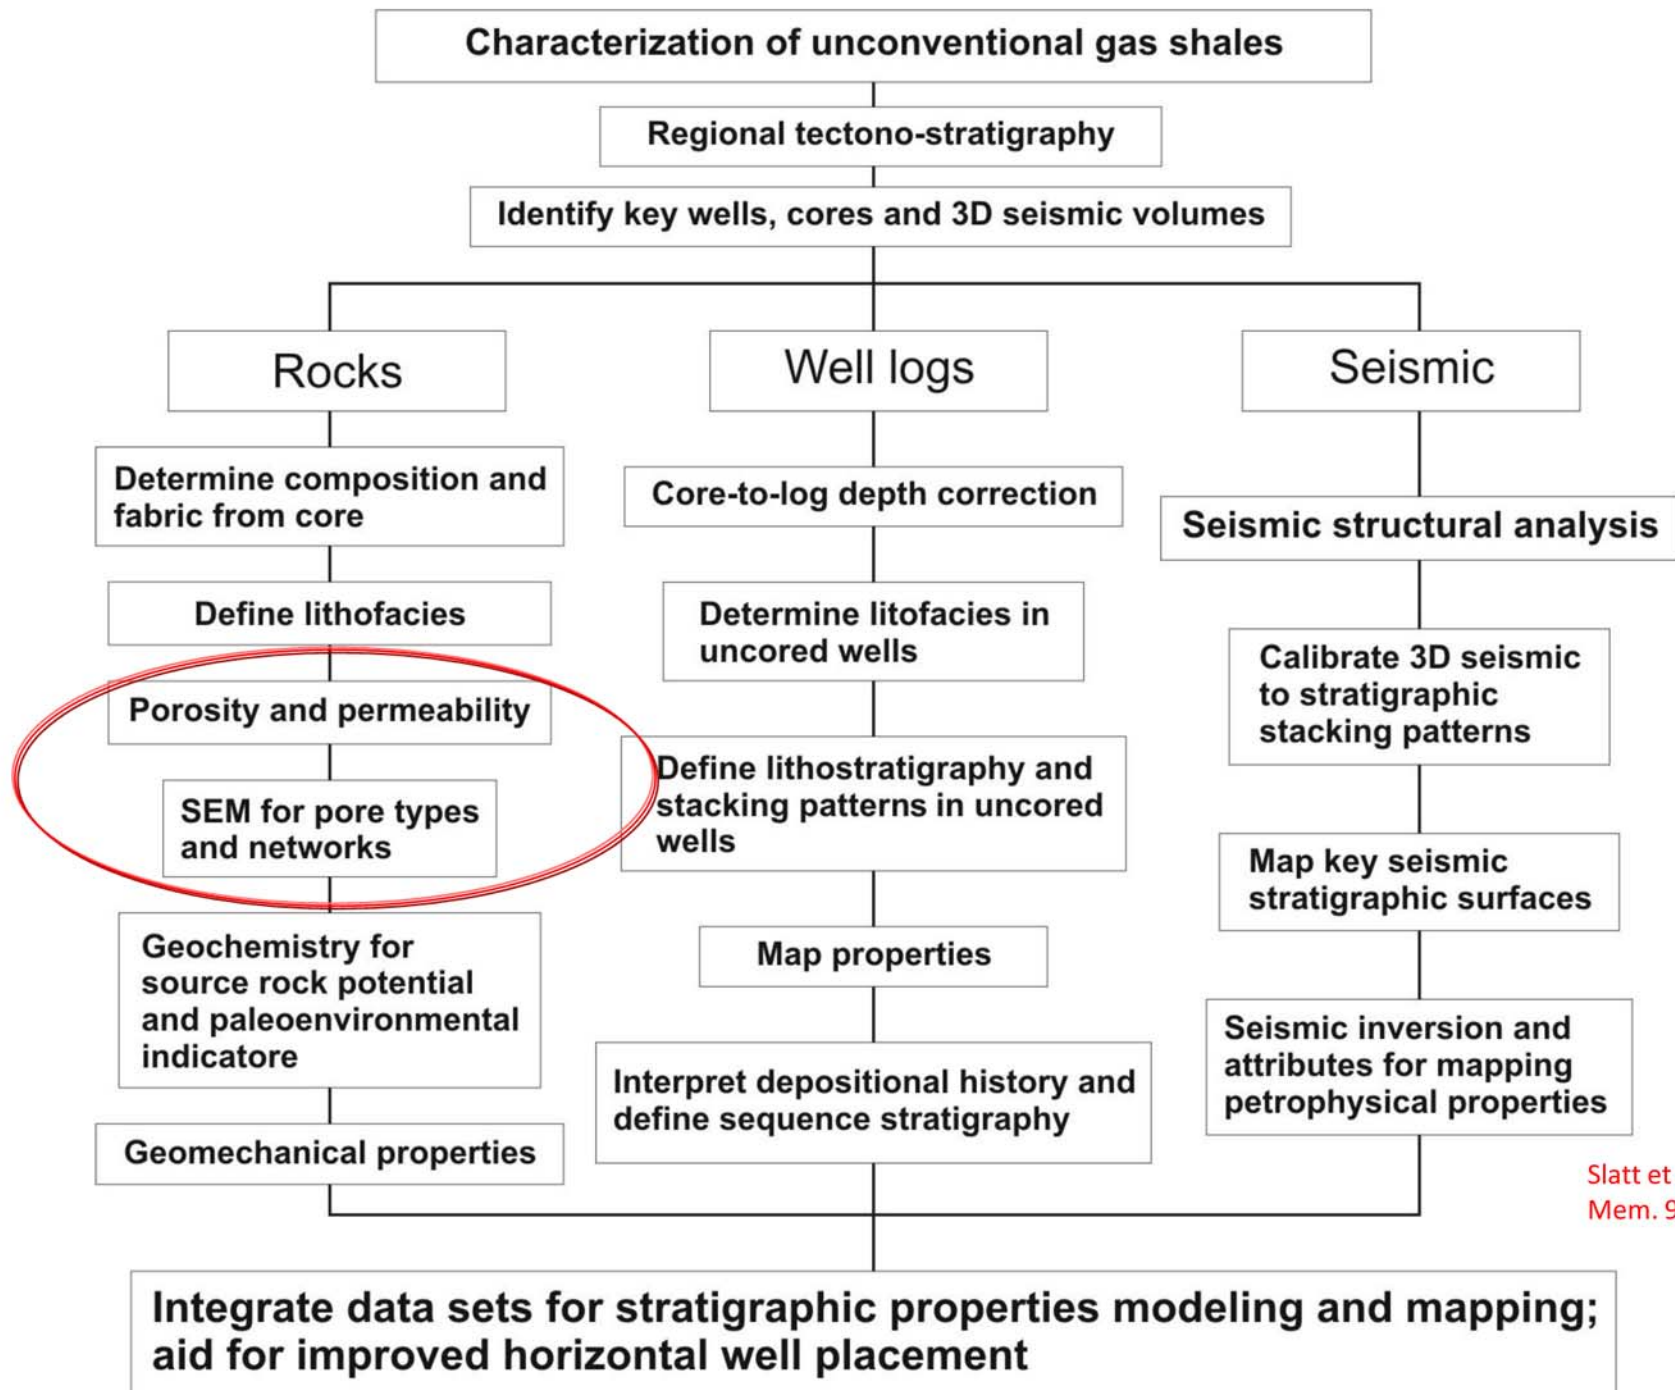 Characterization of unconventional gas shales
Regional tectono-stratigraphy
Identify key wells, cores and 3D seismic volumes
Rocks
Determine composition and
fabric from core
Define lithofacies
Porosity and permeability
SEM for pore types
and networks
Geochemistry for
source rock potential
and paleoenvironmental
indicatore
Geomechanical properties
Well logs
Core-to-log depth correction
Determine litofacies in
uncored wells
Define lithostratigraphy and
stacking patterns in uncored
wells
Map properties
Interpret depositional history and
define sequence stratigraphy
Seismic
Seismic structural analysis
Calibrate 3D seismic
to stratigraphic
stacking patterns
Map key seismic
stratigraphic surfaces
Seismic inversion and
attributes for mapping
petrophysical properties
Slatt et
Mem. 9
Integrate data sets for stratigraphic properties modeling and mapping;
aid for improved horizontal well placement